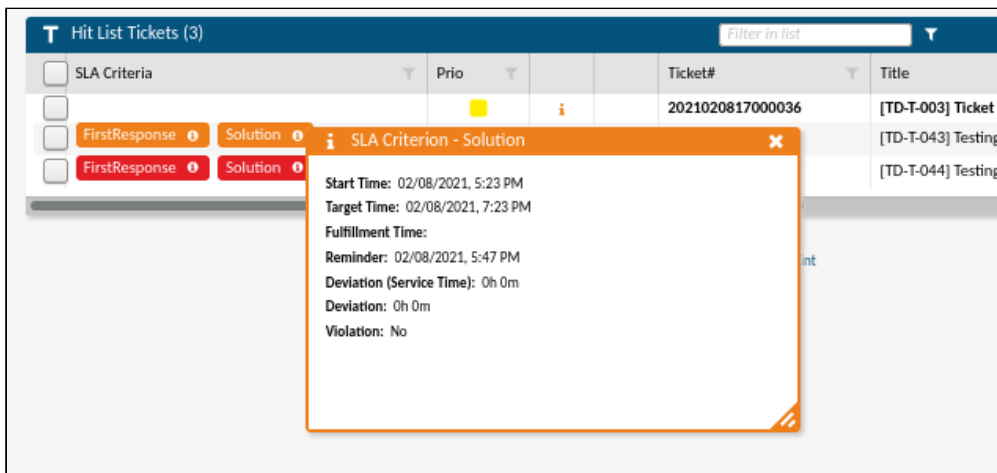 Hit List Tickets (3) Filter in list
SLA Criteria Prio Ticket# Title
2021020817000036 [TD-T-003] Ticket
FirstResponse Solution [TD-T-043] Testing
FirstResponse Solution [TD-T-044] Testing
SLA Criterion - Solution
Start Time: 02/08/2021, 5:23 PM
Target Time: 02/08/2021, 7:23 PM
Fulfillment Time:
Reminder: 02/08/2021, 5:47 PM
Deviation (Service Time): 0h 0m
Deviation: 0h 0m
Violation: No